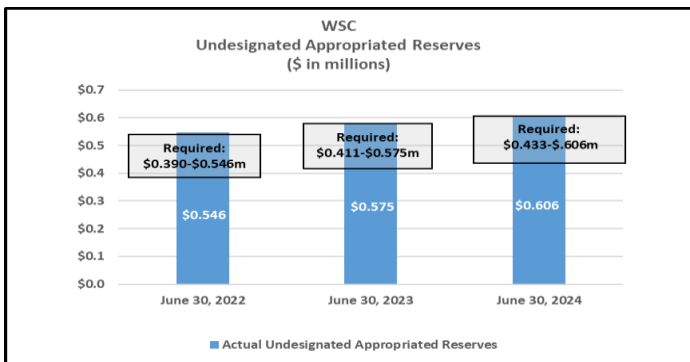 WSC
Undesignated Appropriated Reserves
($ in millions)
$0.7
$0.6
$0.5
$0.4
$0.3
$0.2
$0.1
$0.0
Required:
$0.390-$0.546m
Required:
$0.411-$0.575m
Required:
$0.433-$.606m
$0.546
$0.575
$0.606
June 30, 2022
June 30, 2023
June 30, 2024
Actual Undesignated Appropriated Reserves